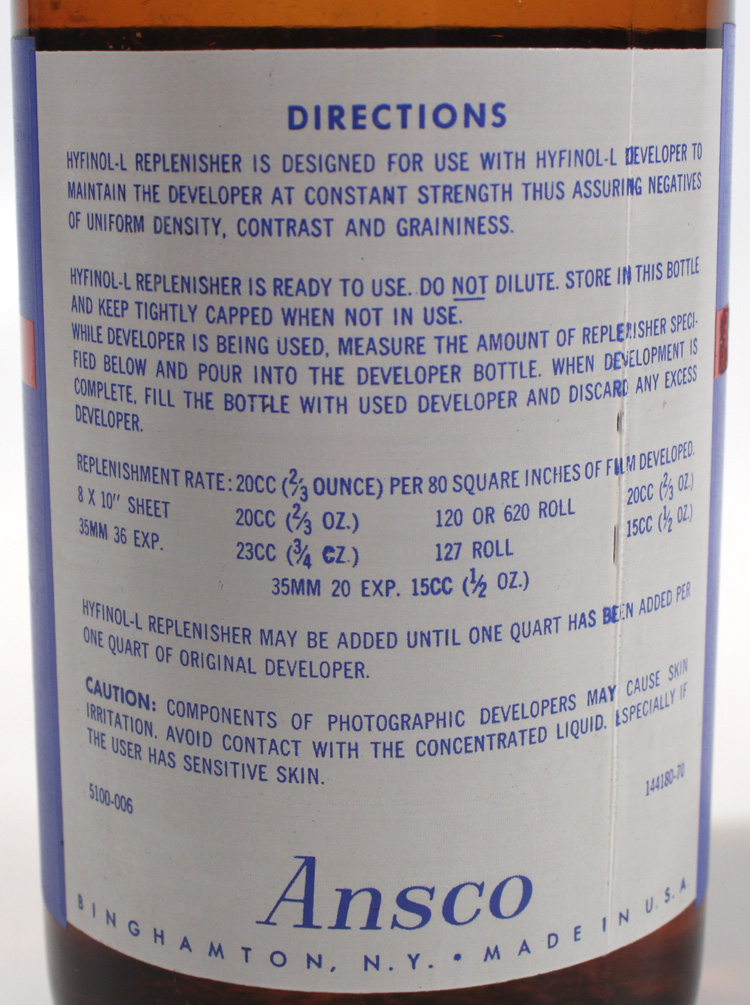 DIRECTIONS
HYFINOL-L REPLENISHER IS DESIGNED FOR USE WITH HYFINOL-L DEVELOPER TO
MAINTAIN THE DEVELOPER AT CONSTANT STRENGTH THUS ASSURING NEGATIVES
OF UNIFORM DENSITY, CONTRAST AND GRAININESS.
HYFINOL-L REPLENISHER IS READY TO USE. DO NOT DILUTE. STORE IN THIS BOTTLE
AND KEEP TIGHTLY CAPPED WHEN NOT IN USE.
WHILE DEVELOPER IS BEING USED, MEASURE THE AMOUNT OF REPLENISHER SPECI-
FIED BELOW AND POUR INTO THE DEVELOPER BOTTLE. WHEN DEVELOPMENT IS
COMPLETE, FILL THE BOTTLE WITH USED DEVELOPER AND DISCARD ANY EXCESS
DEVELOPER.
REPLENISHMENT RATE: 20CC (⅔ OUNCE) PER 80 SQUARE INCHES OF FILM DEVELOPED.
8 X 10" SHEET 20CC (⅔ OZ.) 120 OR 620 ROLL 20CC (⅔ OZ.)
35MM 36 EXP. 23CC (¾ OZ.) 127 ROLL 15CC (½ OZ.)
35MM 20 EXP. 15CC (½ OZ.)
HYFINOL-L REPLENISHER MAY BE ADDED UNTIL ONE QUART HAS BEEN ADDED PER
ONE QUART OF ORIGINAL DEVELOPER.
CAUTION: COMPONENTS OF PHOTOGRAPHIC DEVELOPERS MAY CAUSE SKIN
IRRITATION. AVOID CONTACT WITH THE CONCENTRATED LIQUID. ESPECIALLY IF
THE USER HAS SENSITIVE SKIN.
5100-006 144180-70
Ansco
BINGHAMTON, N.Y. • MADE IN U.S.A.